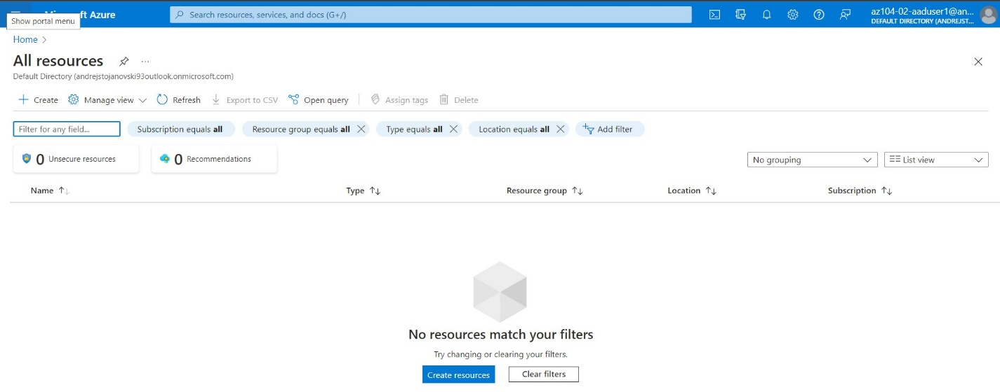 Microsoft Azure
Search resources, services, and docs (G+/)
az104-02-aaduser1@an...
DEFAULT DIRECTORY (ANDREJST...
Show portal menu
Home >
All resources
...
Default Directory (andrejstojanovski93outlook.onmicrosoft.com)
Create Manage view Refresh Export to CSV Open query Assign tags Delete
Filter for any field... Subscription equals all Resource group equals all Type equals all Location equals all Add filter
0 Unsecure resources 0 Recommendations No grouping List view
Name Type Resource group Location Subscription
No resources match your filters
Try changing or clearing your filters.
Create resources Clear filters